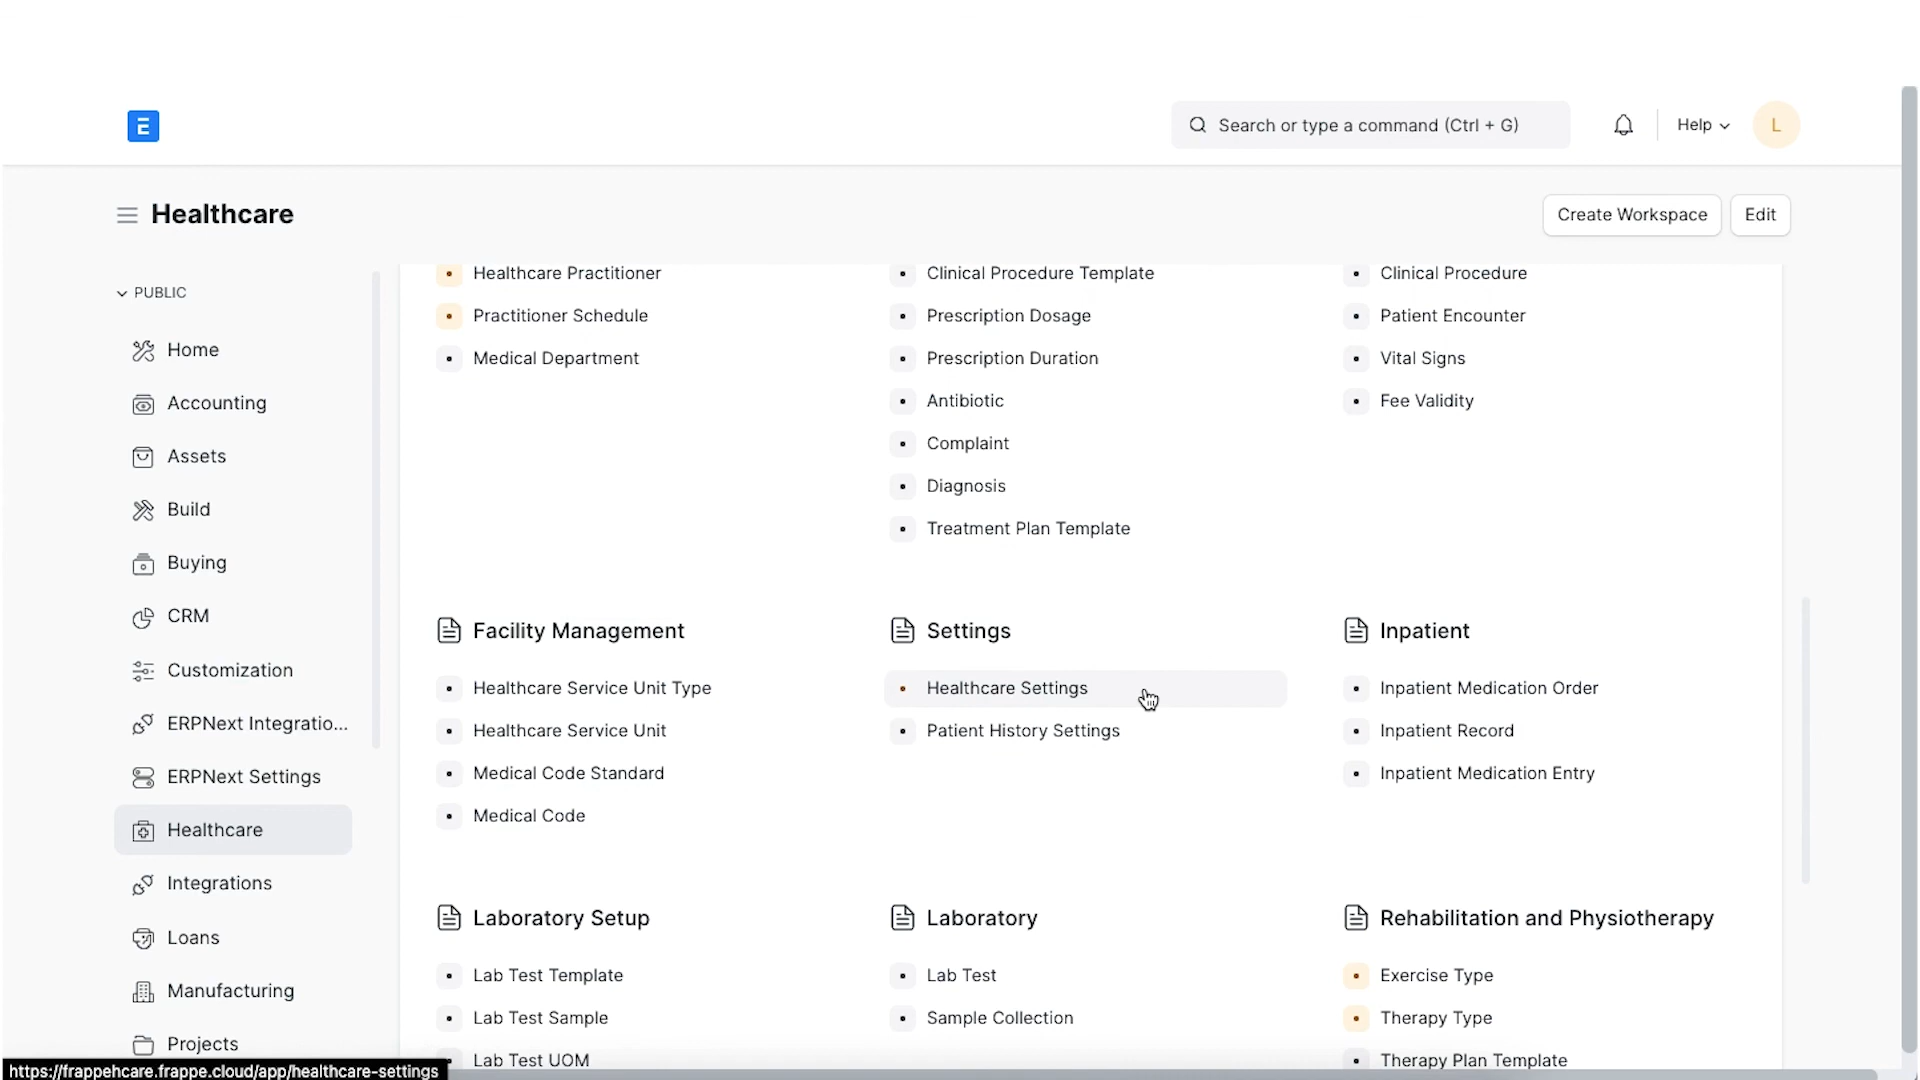 E
Search or type a command (Ctrl + G)
Help
L
Healthcare
Create Workspace
Edit
PUBLIC
Home
Accounting
Assets
Build
Buying
CRM
Customization
ERPNext Integratio...
ERPNext Settings
Healthcare
Integrations
Loans
Manufacturing
Projects
Healthcare Practitioner
Practitioner Schedule
Medical Department
Clinical Procedure Template
Prescription Dosage
Prescription Duration
Antibiotic
Complaint
Diagnosis
Treatment Plan Template
Clinical Procedure
Patient Encounter
Vital Signs
Fee Validity
Facility Management
Healthcare Service Unit Type
Healthcare Service Unit
Medical Code Standard
Medical Code
Settings
Healthcare Settings
Patient History Settings
Inpatient
Inpatient Medication Order
Inpatient Record
Inpatient Medication Entry
Laboratory Setup
Lab Test Template
Lab Test Sample
Lab Test UOM
Laboratory
Lab Test
Sample Collection
Rehabilitation and Physiotherapy
Exercise Type
Therapy Type
Therapy Plan Template
https://frappehcare.frappe.cloud/app/healthcare-settings